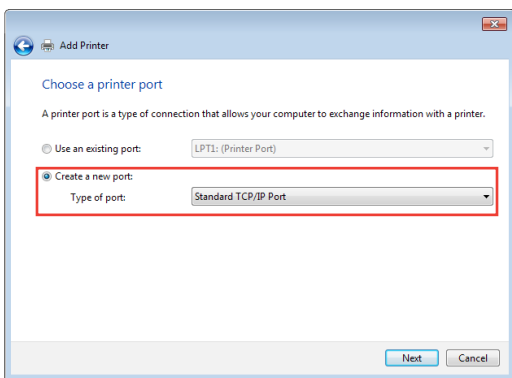 Add Printer
Choose a printer port
A printer port is a type of connection that allows your computer to exchange information with a printer.
Use an existing port: LPT1: (Printer Port)
Create a new port:
Type of port: Standard TCP/IP Port
Next Cancel